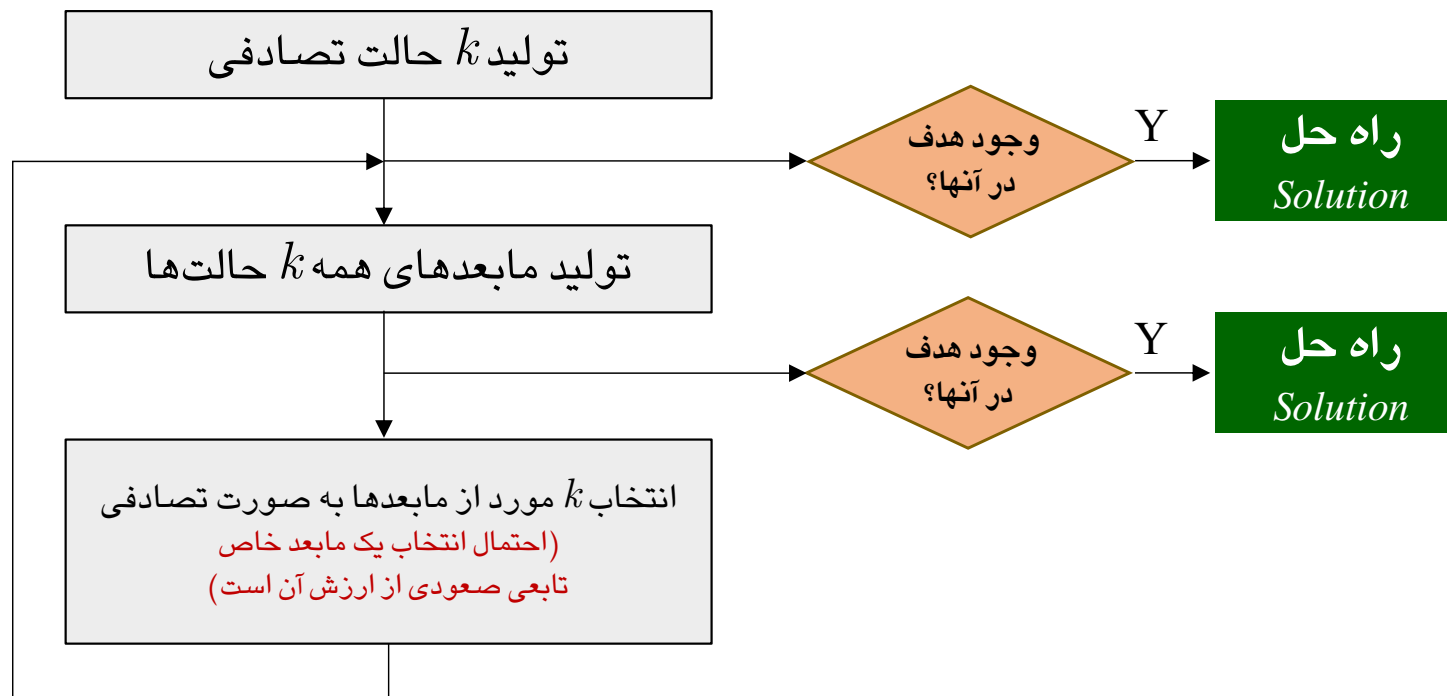 تولید k حالت تصادفی
وجود هدف
در آنها؟
Y
راه حل
Solution
تولید مابعدهای همه k حالت‌ها
وجود هدف
در آنها؟
Y
راه حل
Solution
انتخاب k مورد از مابعدها به صورت تصادفی
(احتمال انتخاب یک مابعد خاص
تابعی صعودی از ارزش آن است)